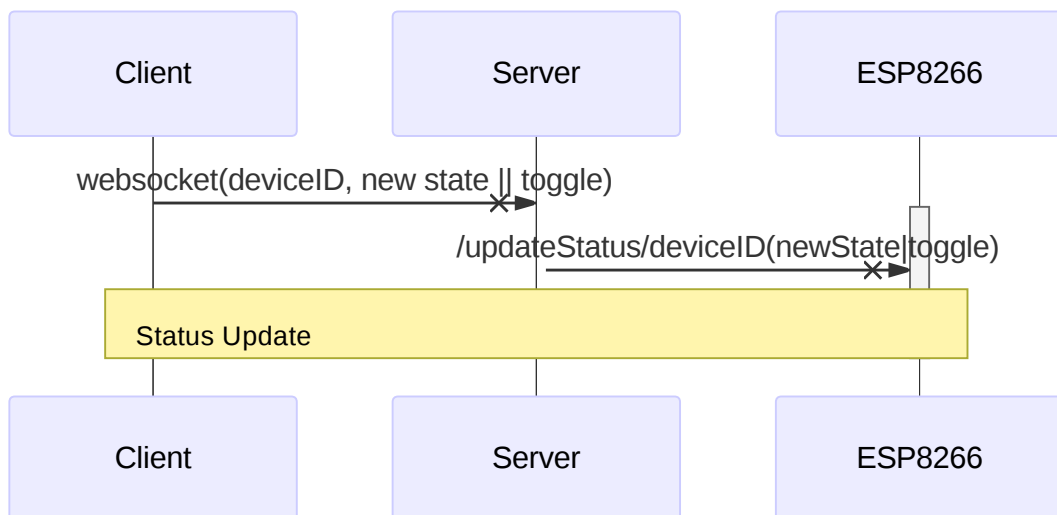 Client
Server
ESP8266
websocket(deviceID, new state || toggle)
/updateStatus/deviceID(newState|toggle)
Status Update
Client
Server
ESP8266